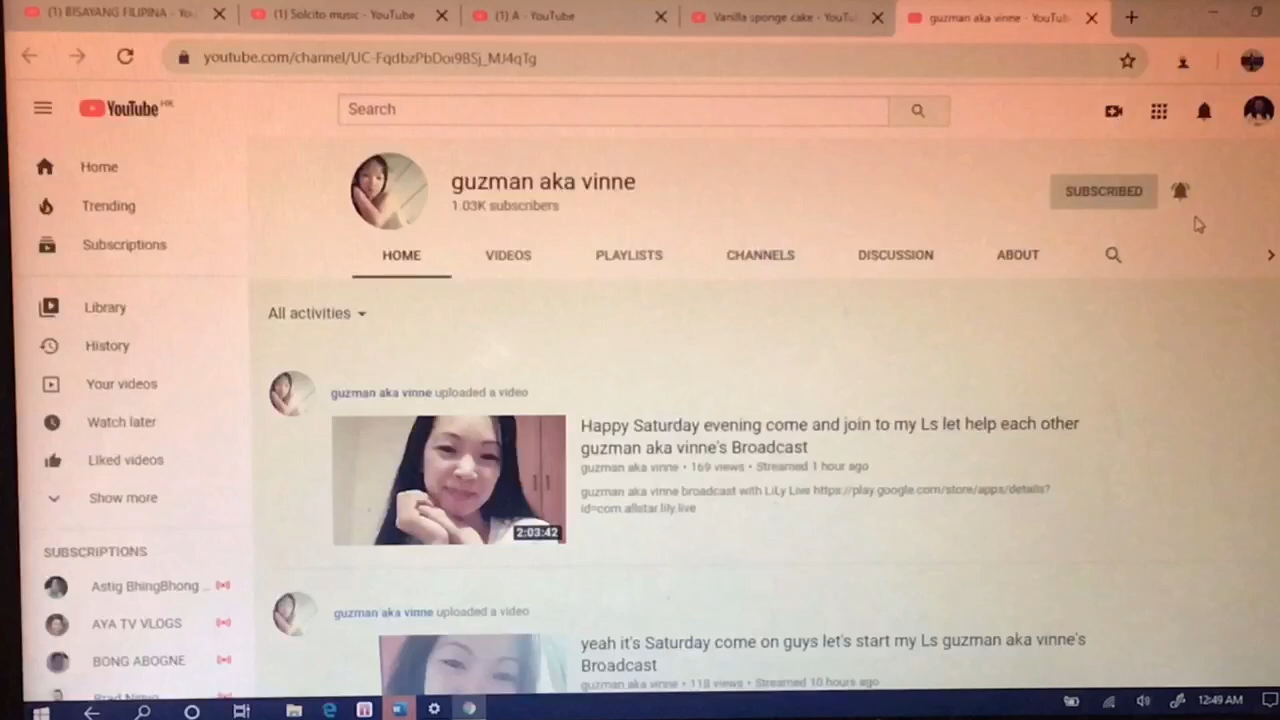 (1) BISAYANG FILIPINA - Yo
(1) Solcito music - YouTube
(1) A - YouTube
Vanilla sponge cake - YouTu
guzman aka vinne - YouTub
youtube.com/channel/UC-FqdbzPbDoi9BSj_MJ4qTg
YouTube HK
Search
Home
Trending
Subscriptions
Library
History
Your videos
Watch later
Liked videos
Show more
SUBSCRIPTIONS
Astig BhingBhong ...
AYA TV VLOGS
BONG ABOGNE
guzman aka vinne
1.03K subscribers
SUBSCRIBED
HOME
VIDEOS
PLAYLISTS
CHANNELS
DISCUSSION
ABOUT
All activities
guzman aka vinne uploaded a video
2:03:42
Happy Saturday evening come and join to my Ls let help each other
guzman aka vinne's Broadcast
guzman aka vinne • 169 views • Streamed 1 hour ago
guzman aka vinne broadcast with LiLy Live https://play.google.com/store/apps/details?
id=com.allstar.lily.live
guzman aka vinne uploaded a video
yeah it's Saturday come on guys let's start my Ls guzman aka vinne's
Broadcast
guzman aka vinne • 118 views • Streamed 10 hours ago
12:49 AM